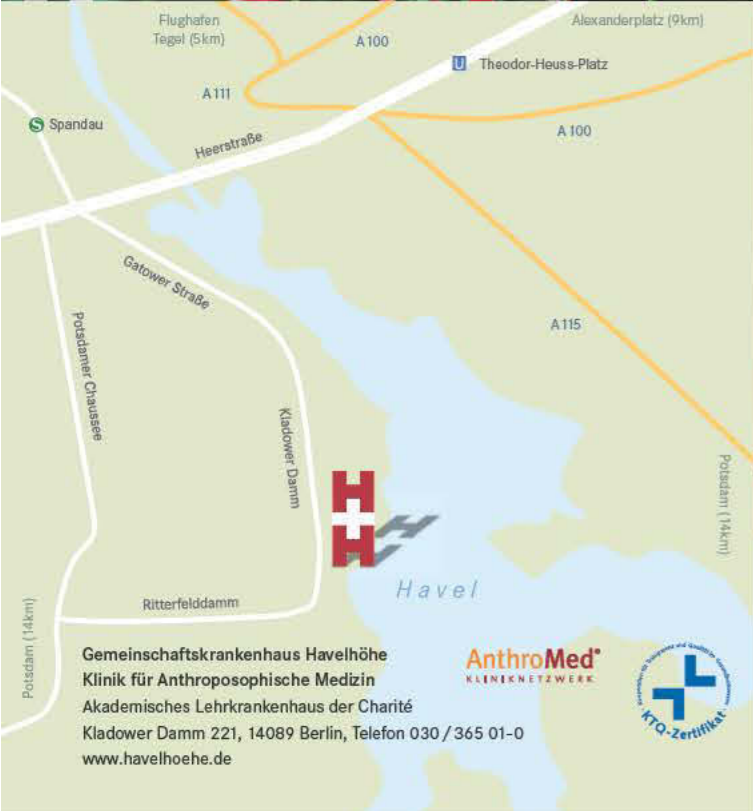 Flughafen
Tegel (5km)
A 100
Alexanderplatz (9km)
U
Theodor-Heuss-Platz
A 111
S
Spandau
A 100
Heerstraße
Gatower Straße
A 115
Potsdamer Chaussee
Kladower Damm
Potsdam (14km)
H
H
H
H
Havel
Ritterfelddamm
Potsdam (14km)
Gemeinschaftskrankenhaus Havelhöhe
Klinik für Anthroposophische Medizin
Akademisches Lehrkrankenhaus der Charité
Kladower Damm 221, 14089 Berlin, Telefon 030 / 365 01-0
www.havelhoehe.de
AnthroMed®
KLINIKNETZWERK
KTQ-Zertifikat